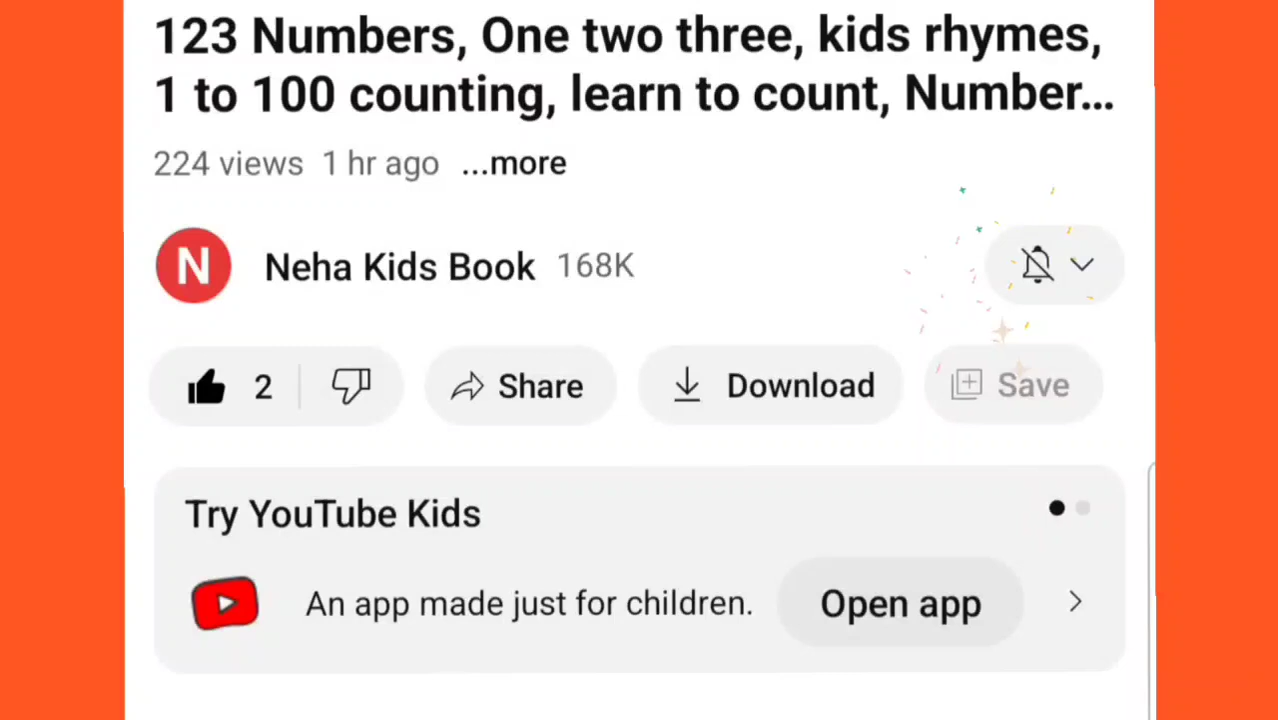 123 Numbers, One two three, kids rhymes,
1 to 100 counting, learn to count, Number...
224 views 1 hr ago ...more
N Neha Kids Book 168K
2 Share Download Save
Try YouTube Kids
An app made just for children. Open app